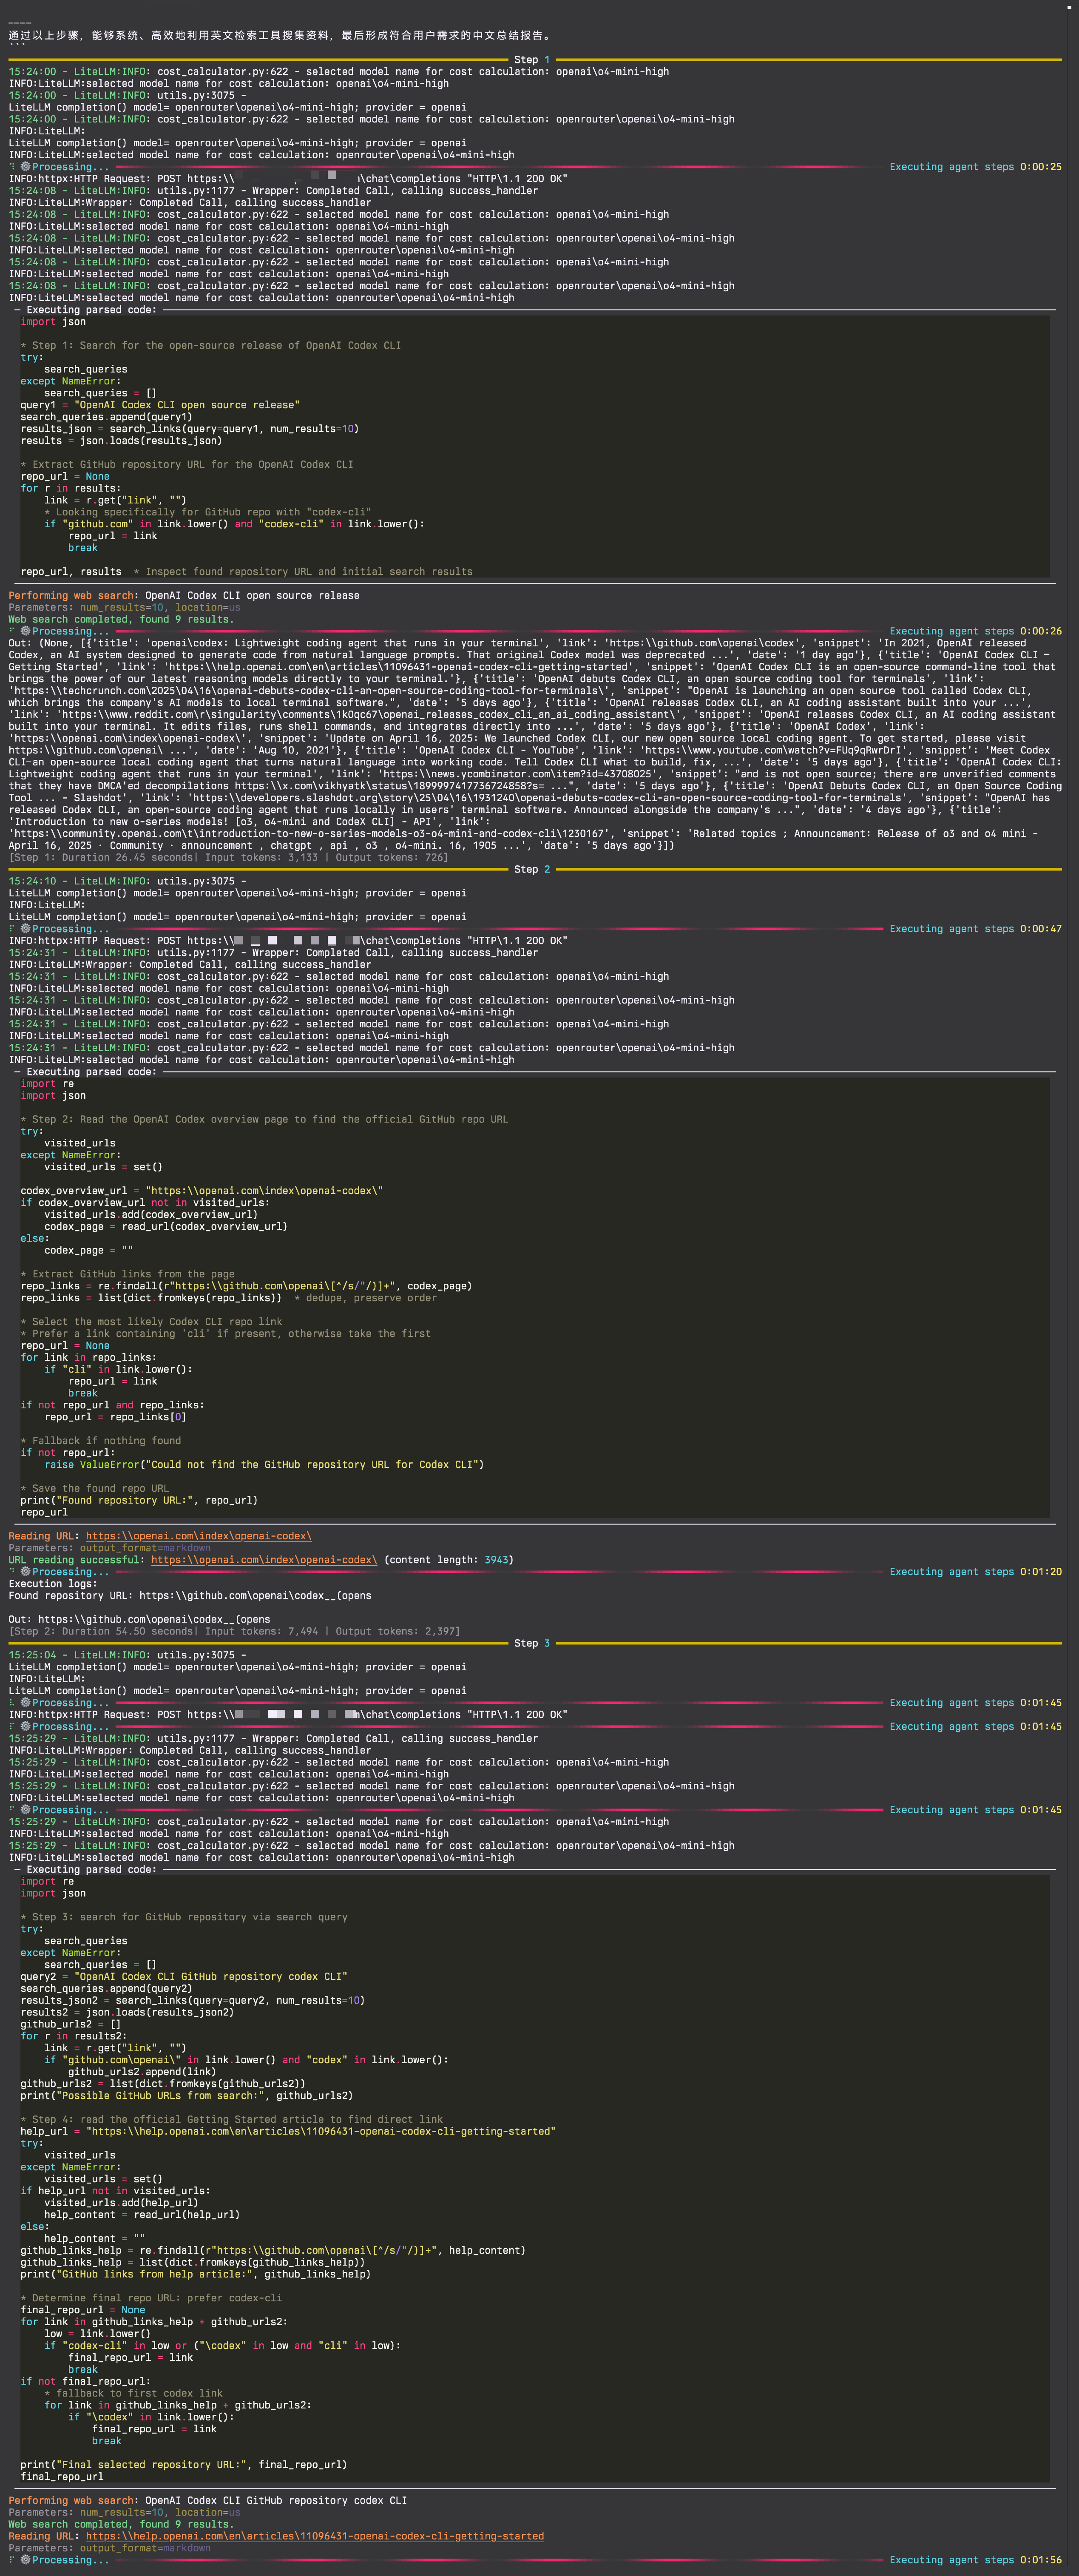 ————
通过以上步骤，能够系统、高效地利用英文检索工具搜集资料，最后形成符合用户需求的中文总结报告。
```
Step 1
15:24:00 - LiteLLM:INFO: cost_calculator.py:622 - selected model name for cost calculation: openai\o4-mini-high
INFO:LiteLLM:selected model name for cost calculation: openai\o4-mini-high
15:24:00 - LiteLLM:INFO: utils.py:3075 -
LiteLLM completion() model= openrouter\openai\o4-mini-high; provider = openai
15:24:00 - LiteLLM:INFO: cost_calculator.py:622 - selected model name for cost calculation: openrouter\openai\o4-mini-high
INFO:LiteLLM:
LiteLLM completion() model= openrouter\openai\o4-mini-high; provider = openai
INFO:LiteLLM:selected model name for cost calculation: openrouter\openai\o4-mini-high
Processing... Executing agent steps 0:00:25
INFO:httpx:HTTP Request: POST https:\\ \chat\completions "HTTP\1.1 200 OK"
15:24:08 - LiteLLM:INFO: utils.py:1177 - Wrapper: Completed Call, calling success_handler
INFO:LiteLLM:Wrapper: Completed Call, calling success_handler
15:24:08 - LiteLLM:INFO: cost_calculator.py:622 - selected model name for cost calculation: openai\o4-mini-high
INFO:LiteLLM:selected model name for cost calculation: openai\o4-mini-high
15:24:08 - LiteLLM:INFO: cost_calculator.py:622 - selected model name for cost calculation: openrouter\openai\o4-mini-high
INFO:LiteLLM:selected model name for cost calculation: openrouter\openai\o4-mini-high
15:24:08 - LiteLLM:INFO: cost_calculator.py:622 - selected model name for cost calculation: openai\o4-mini-high
INFO:LiteLLM:selected model name for cost calculation: openai\o4-mini-high
15:24:08 - LiteLLM:INFO: cost_calculator.py:622 - selected model name for cost calculation: openrouter\openai\o4-mini-high
INFO:LiteLLM:selected model name for cost calculation: openrouter\openai\o4-mini-high
— Executing parsed code:
import json
* Step 1: Search for the open-source release of OpenAI Codex CLI
try:
    search_queries
except NameError:
    search_queries = []
query1 = "OpenAI Codex CLI open source release"
search_queries.append(query1)
results_json = search_links(query=query1, num_results=10)
results = json.loads(results_json)
* Extract GitHub repository URL for the OpenAI Codex CLI
repo_url = None
for r in results:
    link = r.get("link", "")
    * Looking specifically for GitHub repo with "codex-cli"
    if "github.com" in link.lower() and "codex-cli" in link.lower():
        repo_url = link
        break
repo_url, results  * Inspect found repository URL and initial search results
Performing web search: OpenAI Codex CLI open source release
Parameters: num_results=10, location=us
Web search completed, found 9 results.
Processing... Executing agent steps 0:00:26
Out: (None, [{'title': 'openai\codex: Lightweight coding agent that runs in your terminal', 'link': 'https:\\github.com\openai\codex', 'snippet': 'In 2021, OpenAI released
Codex, an AI system designed to generate code from natural language prompts. That original Codex model was deprecated ...', 'date': '1 day ago'}, {'title': 'OpenAI Codex CLI –
Getting Started', 'link': 'https:\\help.openai.com\en\articles\11096431-openai-codex-cli-getting-started', 'snippet': 'OpenAI Codex CLI is an open-source command-line tool that
brings the power of our latest reasoning models directly to your terminal.'}, {'title': 'OpenAI debuts Codex CLI, an open source coding tool for terminals', 'link':
'https:\\techcrunch.com\2025\04\16\openai-debuts-codex-cli-an-open-source-coding-tool-for-terminals\', 'snippet': "OpenAI is launching an open source tool called Codex CLI,
which brings the company's AI models to local terminal software.", 'date': '5 days ago'}, {'title': 'OpenAI releases Codex CLI, an AI coding assistant built into your ...',
'link': 'https:\\www.reddit.com\r\singularity\comments\1k0qc67\openai_releases_codex_cli_an_ai_coding_assistant\', 'snippet': 'OpenAI releases Codex CLI, an AI coding assistant
built into your terminal. It edits files, runs shell commands, and integrates directly into ...', 'date': '5 days ago'}, {'title': 'OpenAI Codex', 'link':
'https:\\openai.com\index\openai-codex\', 'snippet': 'Update on April 16, 2025: We launched Codex CLI, our new open source local coding agent. To get started, please visit
https:\\github.com\openai\ ...', 'date': 'Aug 10, 2021'}, {'title': 'OpenAI Codex CLI - YouTube', 'link': 'https:\\www.youtube.com\watch?v=FUq9qRwrDrI', 'snippet': 'Meet Codex
CLI—an open-source local coding agent that turns natural language into working code. Tell Codex CLI what to build, fix, ...', 'date': '5 days ago'}, {'title': 'OpenAI Codex CLI:
Lightweight coding agent that runs in your terminal', 'link': 'https:\\news.ycombinator.com\item?id=43708025', 'snippet': "and is not open source; there are unverified comments
that they have DMCA'ed decompilations https:\\x.com\vikhyatk\status\1899997417736724858?s= ...", 'date': '5 days ago'}, {'title': 'OpenAI Debuts Codex CLI, an Open Source Coding
Tool ... - Slashdot', 'link': 'https:\\developers.slashdot.org\story\25\04\16\1931240\openai-debuts-codex-cli-an-open-source-coding-tool-for-terminals', 'snippet': "OpenAI has
released Codex CLI, an open-source coding agent that runs locally in users' terminal software. Announced alongside the company's ...", 'date': '4 days ago'}, {'title':
'Introduction to new o-series models! [o3, o4-mini and CodeX CLI] - API', 'link':
'https:\\community.openai.com\t\introduction-to-new-o-series-models-o3-o4-mini-and-codex-cli\1230167', 'snippet': 'Related topics ; Announcement: Release of o3 and o4 mini -
April 16, 2025 · Community · announcement , chatgpt , api , o3 , o4-mini. 16, 1905 ...', 'date': '5 days ago'}])
[Step 1: Duration 26.45 seconds| Input tokens: 3,133 | Output tokens: 726]
Step 2
15:24:10 - LiteLLM:INFO: utils.py:3075 -
LiteLLM completion() model= openrouter\openai\o4-mini-high; provider = openai
INFO:LiteLLM:
LiteLLM completion() model= openrouter\openai\o4-mini-high; provider = openai
Processing... Executing agent steps 0:00:47
INFO:httpx:HTTP Request: POST https:\\ \chat\completions "HTTP\1.1 200 OK"
15:24:31 - LiteLLM:INFO: utils.py:1177 - Wrapper: Completed Call, calling success_handler
INFO:LiteLLM:Wrapper: Completed Call, calling success_handler
15:24:31 - LiteLLM:INFO: cost_calculator.py:622 - selected model name for cost calculation: openai\o4-mini-high
INFO:LiteLLM:selected model name for cost calculation: openai\o4-mini-high
15:24:31 - LiteLLM:INFO: cost_calculator.py:622 - selected model name for cost calculation: openrouter\openai\o4-mini-high
INFO:LiteLLM:selected model name for cost calculation: openrouter\openai\o4-mini-high
15:24:31 - LiteLLM:INFO: cost_calculator.py:622 - selected model name for cost calculation: openai\o4-mini-high
INFO:LiteLLM:selected model name for cost calculation: openai\o4-mini-high
15:24:31 - LiteLLM:INFO: cost_calculator.py:622 - selected model name for cost calculation: openrouter\openai\o4-mini-high
INFO:LiteLLM:selected model name for cost calculation: openrouter\openai\o4-mini-high
— Executing parsed code:
import re
import json
* Step 2: Read the OpenAI Codex overview page to find the official GitHub repo URL
try:
    visited_urls
except NameError:
    visited_urls = set()
codex_overview_url = "https:\\openai.com\index\openai-codex\"
if codex_overview_url not in visited_urls:
    visited_urls.add(codex_overview_url)
    codex_page = read_url(codex_overview_url)
else:
    codex_page = ""
* Extract GitHub links from the page
repo_links = re.findall(r"https:\\github.com\openai\[^/s/"/)]+", codex_page)
repo_links = list(dict.fromkeys(repo_links))  * dedupe, preserve order
* Select the most likely Codex CLI repo link
* Prefer a link containing 'cli' if present, otherwise take the first
repo_url = None
for link in repo_links:
    if "cli" in link.lower():
        repo_url = link
        break
if not repo_url and repo_links:
    repo_url = repo_links[0]
* Fallback if nothing found
if not repo_url:
    raise ValueError("Could not find the GitHub repository URL for Codex CLI")
* Save the found repo URL
print("Found repository URL:", repo_url)
repo_url
Reading URL: https:\\openai.com\index\openai-codex\
Parameters: output_format=markdown
URL reading successful: https:\\openai.com\index\openai-codex\ (content length: 3943)
Processing... Executing agent steps 0:01:20
Execution logs:
Found repository URL: https:\\github.com\openai\codex__(opens
Out: https:\\github.com\openai\codex__(opens
[Step 2: Duration 54.50 seconds| Input tokens: 7,494 | Output tokens: 2,397]
Step 3
15:25:04 - LiteLLM:INFO: utils.py:3075 -
LiteLLM completion() model= openrouter\openai\o4-mini-high; provider = openai
INFO:LiteLLM:
LiteLLM completion() model= openrouter\openai\o4-mini-high; provider = openai
Processing... Executing agent steps 0:01:45
INFO:httpx:HTTP Request: POST https:\\ \chat\completions "HTTP\1.1 200 OK"
Processing... Executing agent steps 0:01:45
15:25:29 - LiteLLM:INFO: utils.py:1177 - Wrapper: Completed Call, calling success_handler
INFO:LiteLLM:Wrapper: Completed Call, calling success_handler
15:25:29 - LiteLLM:INFO: cost_calculator.py:622 - selected model name for cost calculation: openai\o4-mini-high
INFO:LiteLLM:selected model name for cost calculation: openai\o4-mini-high
15:25:29 - LiteLLM:INFO: cost_calculator.py:622 - selected model name for cost calculation: openrouter\openai\o4-mini-high
INFO:LiteLLM:selected model name for cost calculation: openrouter\openai\o4-mini-high
Processing... Executing agent steps 0:01:45
15:25:29 - LiteLLM:INFO: cost_calculator.py:622 - selected model name for cost calculation: openai\o4-mini-high
INFO:LiteLLM:selected model name for cost calculation: openai\o4-mini-high
15:25:29 - LiteLLM:INFO: cost_calculator.py:622 - selected model name for cost calculation: openrouter\openai\o4-mini-high
INFO:LiteLLM:selected model name for cost calculation: openrouter\openai\o4-mini-high
— Executing parsed code:
import re
import json
* Step 3: search for GitHub repository via search query
try:
    search_queries
except NameError:
    search_queries = []
query2 = "OpenAI Codex CLI GitHub repository codex CLI"
search_queries.append(query2)
results_json2 = search_links(query=query2, num_results=10)
results2 = json.loads(results_json2)
github_urls2 = []
for r in results2:
    link = r.get("link", "")
    if "github.com\openai\" in link.lower() and "codex" in link.lower():
        github_urls2.append(link)
github_urls2 = list(dict.fromkeys(github_urls2))
print("Possible GitHub URLs from search:", github_urls2)
* Step 4: read the official Getting Started article to find direct link
help_url = "https:\\help.openai.com\en\articles\11096431-openai-codex-cli-getting-started"
try:
    visited_urls
except NameError:
    visited_urls = set()
if help_url not in visited_urls:
    visited_urls.add(help_url)
    help_content = read_url(help_url)
else:
    help_content = ""
github_links_help = re.findall(r"https:\\github.com\openai\[^/s/"/)]+", help_content)
github_links_help = list(dict.fromkeys(github_links_help))
print("GitHub links from help article:", github_links_help)
* Determine final repo URL: prefer codex-cli
final_repo_url = None
for link in github_links_help + github_urls2:
    low = link.lower()
    if "codex-cli" in low or ("\codex" in low and "cli" in low):
        final_repo_url = link
        break
if not final_repo_url:
    * fallback to first codex link
    for link in github_links_help + github_urls2:
        if "\codex" in link.lower():
            final_repo_url = link
            break
print("Final selected repository URL:", final_repo_url)
final_repo_url
Performing web search: OpenAI Codex CLI GitHub repository codex CLI
Parameters: num_results=10, location=us
Web search completed, found 9 results.
Reading URL: https:\\help.openai.com\en\articles\11096431-openai-codex-cli-getting-started
Parameters: output_format=markdown
Processing... Executing agent steps 0:01:56